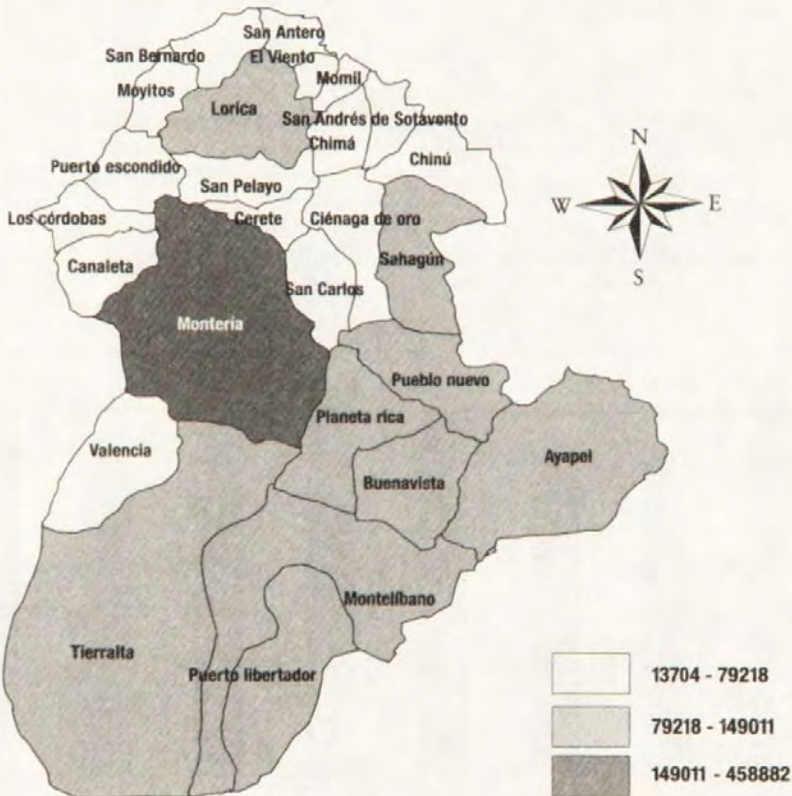 San Antero
San Bernardo
El Viento
Momil
Moyitos
Lorica
San Andrés de Sotavento
Chimá
Chinú
N
Puerto escondido
San Pelayo
W
E
Los córdobas
Cerete
Ciénaga de oro
Canaleta
Sahagún
S
San Carlos
Montería
Pueblo nuevo
Planeta rica
Valencia
Ayapel
Buenavista
Montelíbano
Tierralta
Puerto libertador
13704 - 79218
79218 - 149011
149011 - 458882